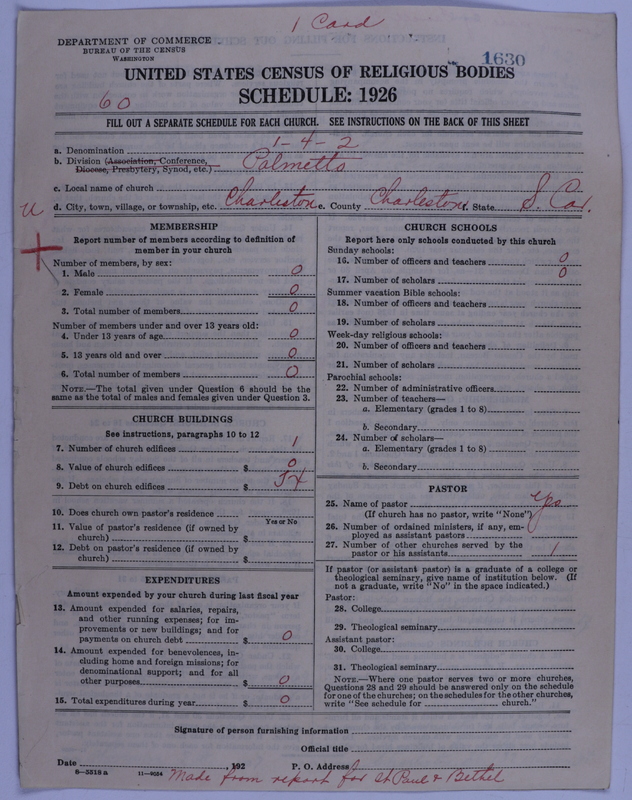 1 Card
DEPARTMENT OF COMMERCE
BUREAU OF THE CENSUS
WASHINGTON
1630
UNITED STATES CENSUS OF RELIGIOUS BODIES
60
SCHEDULE: 1926
FILL OUT A SEPARATE SCHEDULE FOR EACH CHURCH. SEE INSTRUCTIONS ON THE BACK OF THIS SHEET
a. Denomination 1-4-2
b. Division (Association, Conference, Diocese, Presbytery, Synod, etc.) Palmetto
c. Local name of church
u d. City, town, village, or township, etc. Charleston e. County Charleston f. State S. Car.
MEMBERSHIP
Report number of members according to definition of
member in your church
Number of members, by sex:
1. Male 0
2. Female 0
3. Total number of members 0
Number of members under and over 13 years old:
4. Under 13 years of age 0
5. 13 years old and over 0
6. Total number of members 0
NOTE.—The total given under Question 6 should be the
same as the total of males and females given under Question 3.
CHURCH BUILDINGS
See instructions, paragraphs 10 to 12
7. Number of church edifices 1
8. Value of church edifices $ 0
9. Debt on church edifices $
10. Does church own pastor's residence
Yes or No
11. Value of pastor's residence (if owned by
church) $
12. Debt on pastor's residence (if owned by
church) $
EXPENDITURES
Amount expended by your church during last fiscal year
13. Amount expended for salaries, repairs,
and other running expenses; for im-
provements or new buildings; and for
payments on church debt $ 0
14. Amount expended for benevolences, in-
cluding home and foreign missions; for
denominational support; and for all
other purposes $ 0
15. Total expenditures during year $ 0
CHURCH SCHOOLS
Report here only schools conducted by this church
Sunday schools:
16. Number of officers and teachers 0
17. Number of scholars 0
Summer vacation Bible schools:
18. Number of officers and teachers
19. Number of scholars
Week-day religious schools:
20. Number of officers and teachers
21. Number of scholars
Parochial schools:
22. Number of administrative officers
23. Number of teachers—
a. Elementary (grades 1 to 8)
b. Secondary
24. Number of scholars—
a. Elementary (grades 1 to 8)
b. Secondary
PASTOR
25. Name of pastor yes
(If church has no pastor, write "None")
26. Number of ordained ministers, if any, em-
ployed as assistant pastors
27. Number of other churches served by the
pastor or his assistants 1
If pastor (or assistant pastor) is a graduate of a college or
theological seminary, give name of institution below. (If
not a graduate, write "No" in the space indicated.)
Pastor:
28. College
29. Theological seminary
Assistant pastor:
30. College
31. Theological seminary
NOTE.—Where one pastor serves two or more churches,
Questions 28 and 29 should be answered only on the schedule
for one of the churches; on the schedules for the other churches,
write "See schedule for church."
Signature of person furnishing information
Official title
Date , 192 P. O. Address
8—5518 a 11—9054 Made from report for St Paul & Bethel